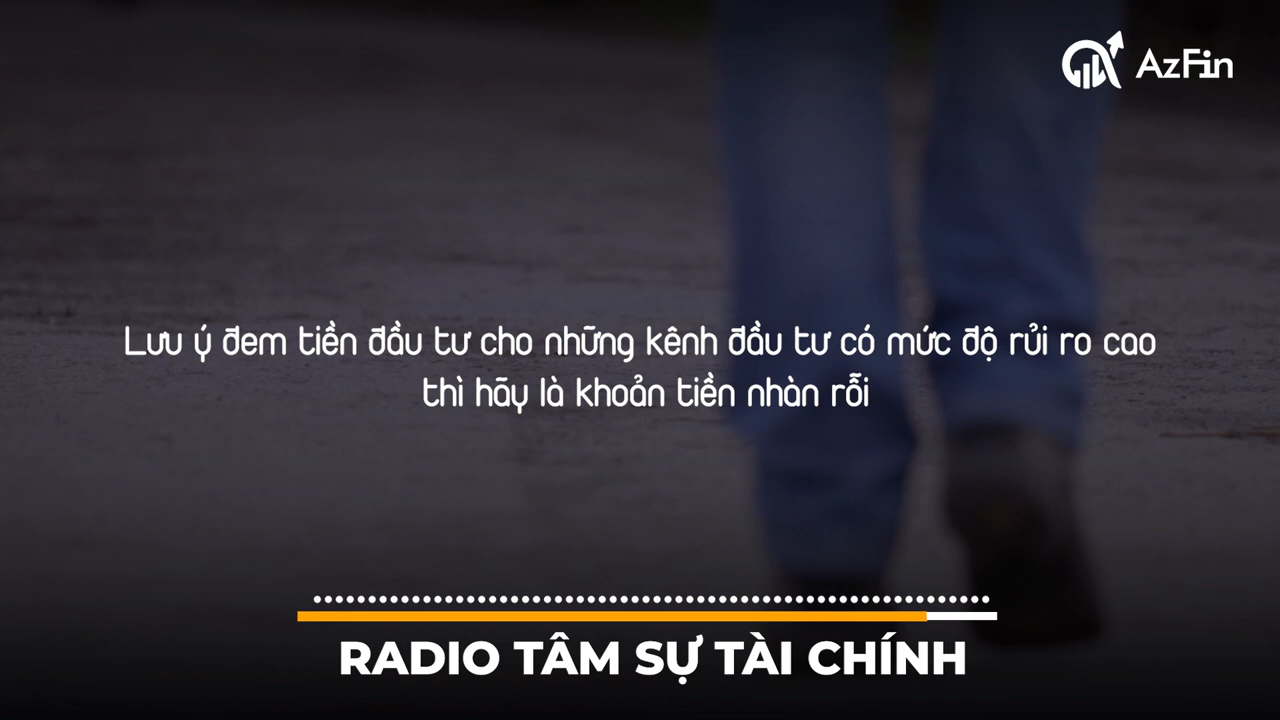 AzFin
Lưu ý đem tiền đầu tư cho những kênh đầu tư có mức độ rủi ro cao
thì hãy là khoản tiền nhàn rỗi
RADIO TÂM SỰ TÀI CHÍNH